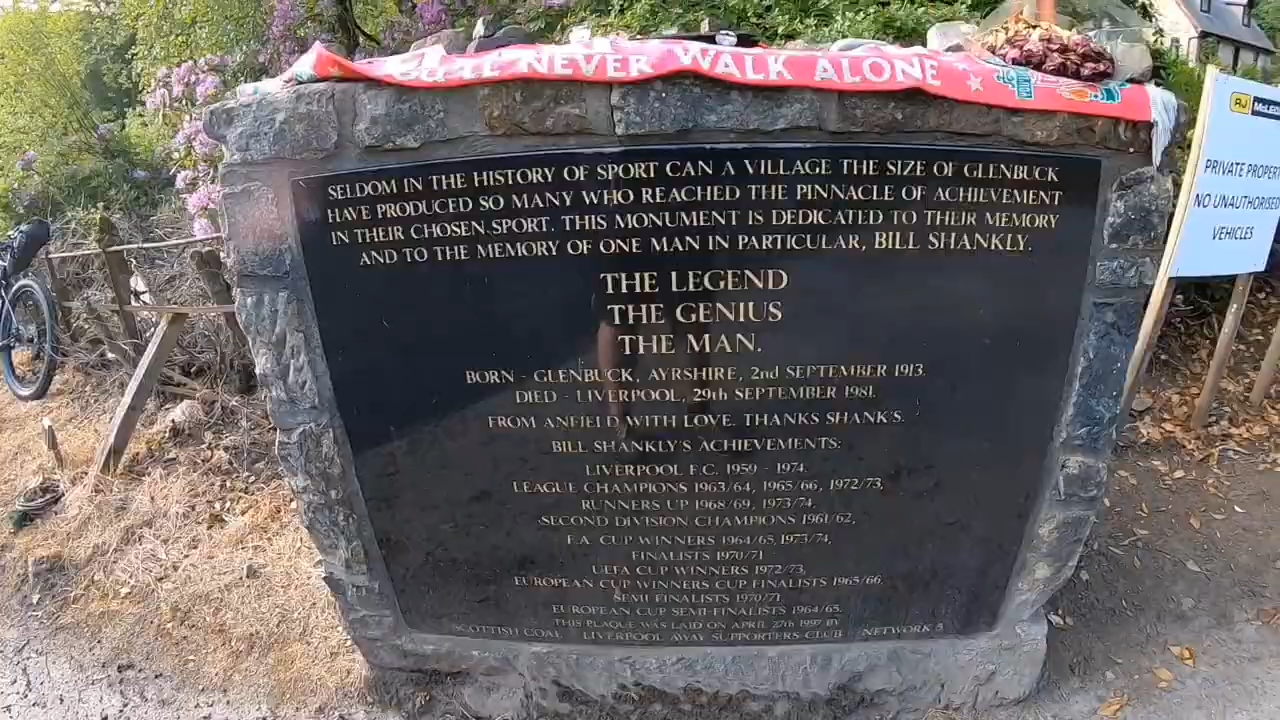 NEVER WALK ALONE
SELDOM IN THE HISTORY OF SPORT CAN A VILLAGE THE SIZE OF GLENBUCK
HAVE PRODUCED SO MANY WHO REACHED THE PINNACLE OF ACHIEVEMENT
IN THEIR CHOSEN SPORT. THIS MONUMENT IS DEDICATED TO THEIR MEMORY
AND TO THE MEMORY OF ONE MAN IN PARTICULAR, BILL SHANKLY.
THE LEGEND
THE GENIUS
THE MAN.
BORN - GLENBUCK, AYRSHIRE, 2nd SEPTEMBER 1913.
DIED - LIVERPOOL, 29th SEPTEMBER 1981.
FROM ANFIELD WITH LOVE. THANKS SHANK'S.
BILL SHANKLY'S ACHIEVEMENTS:
LIVERPOOL F.C. 1959 - 1974.
LEAGUE CHAMPIONS 1963/64, 1965/66, 1972/73,
RUNNERS UP 1968/69, 1973/74,
SECOND DIVISION CHAMPIONS 1961/62,
F.A. CUP WINNERS 1964/65, 1973/74,
FINALISTS 1970/71
UEFA CUP WINNERS 1972/73,
EUROPEAN CUP WINNERS CUP FINALISTS 1965/66
SEMI FINALISTS 1970/71
EUROPEAN CUP SEMI-FINALISTS 1964/65.
THIS PLAQUE WAS LAID ON APRIL 27th 1997 BY
SCOTTISH COAL LIVERPOOL AWAY SUPPORTERS CLUB NETWORK 5
RJ McLEOD
PRIVATE PROPERT
NO UNAUTHORISED
VEHICLES